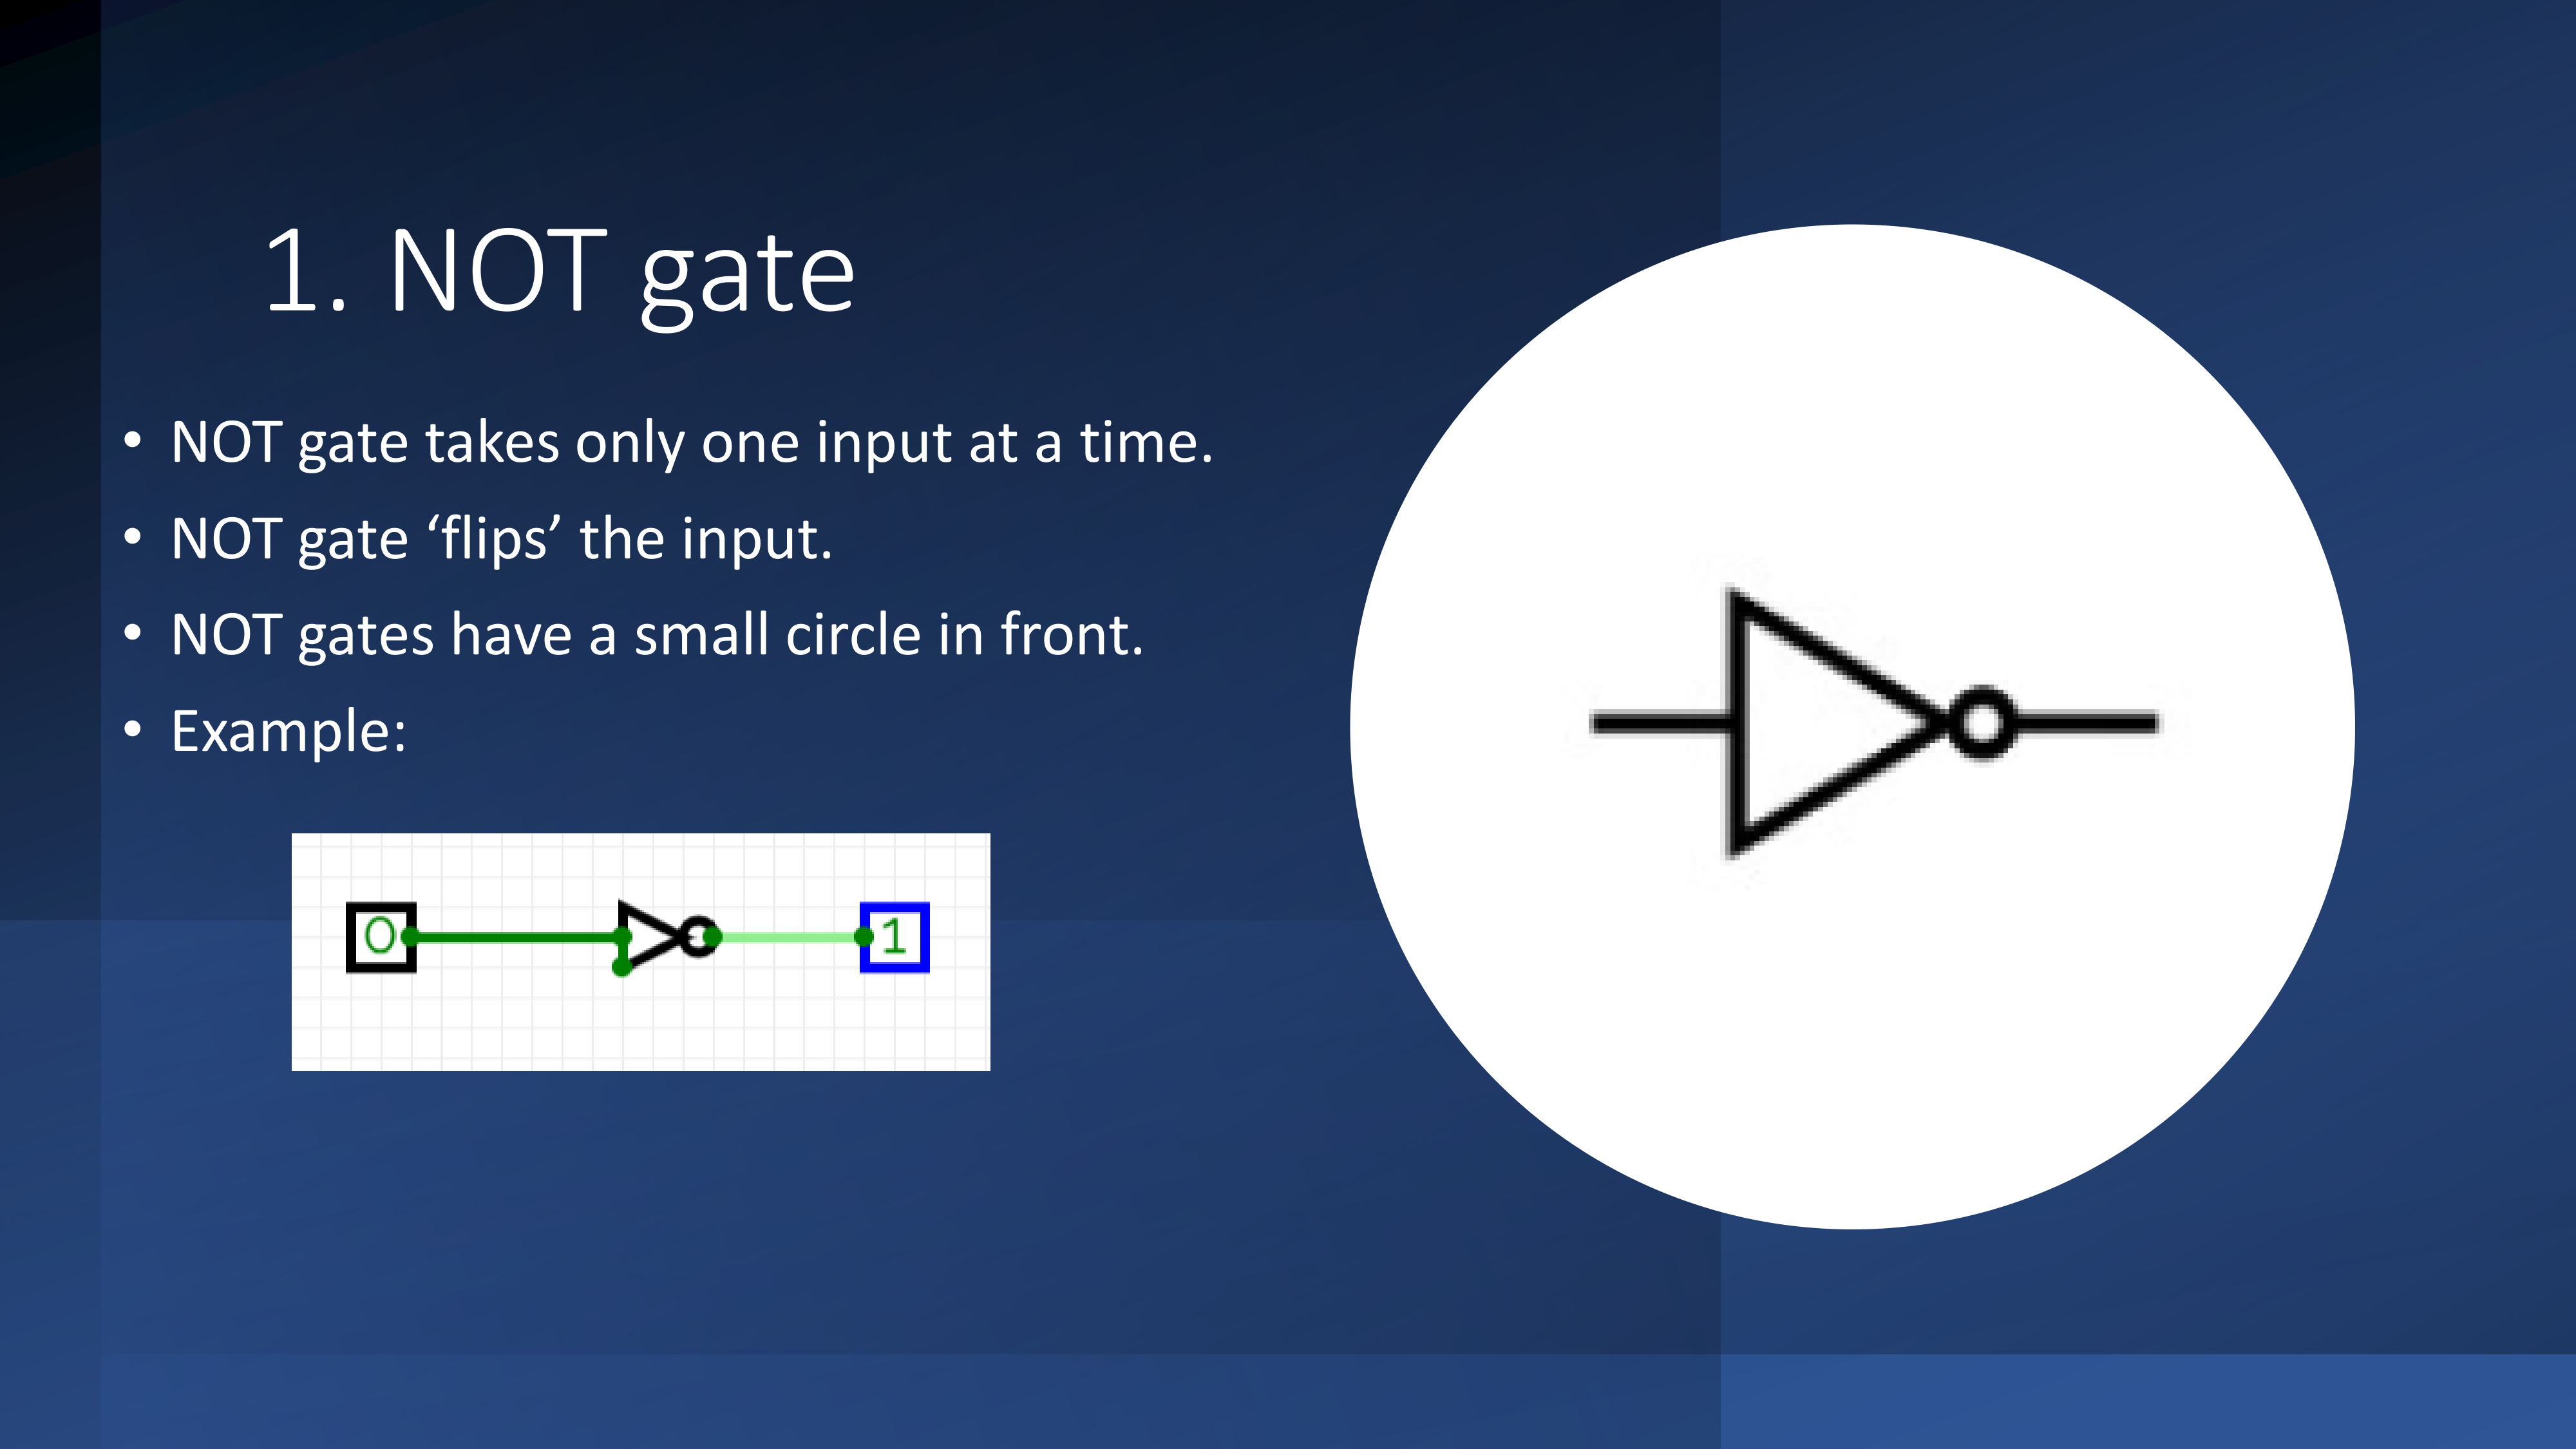 1. NOT gate
• NOT gate takes only one input at a time.
• NOT gate ‘flips’ the input.
• NOT gates have a small circle in front.
• Example:
0 1